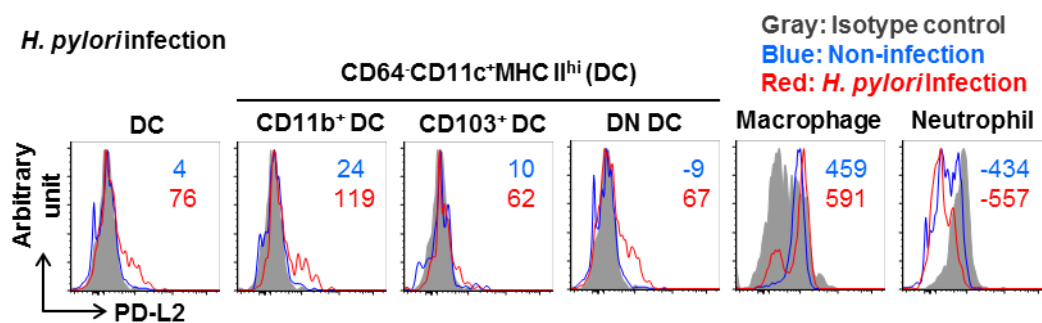 H. pylori infection
Gray: Isotype control
Blue: Non-infection
Red: H. pylori Infection
CD64-CD11c+MHC IIhi (DC)
DC
CD11b+ DC
CD103+ DC
DN DC
Macrophage
Neutrophil
4
76
24
119
10
62
-9
67
459
591
-434
-557
Arbitrary
unit
PD-L2